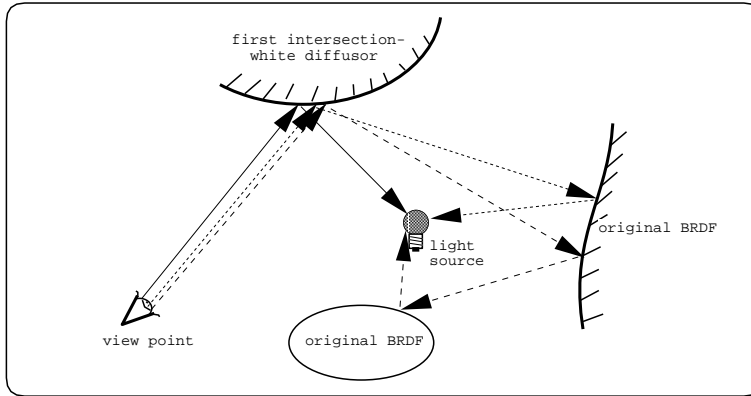 first intersection-
white diffusor
original BRDF
light
source
view point
original BRDF